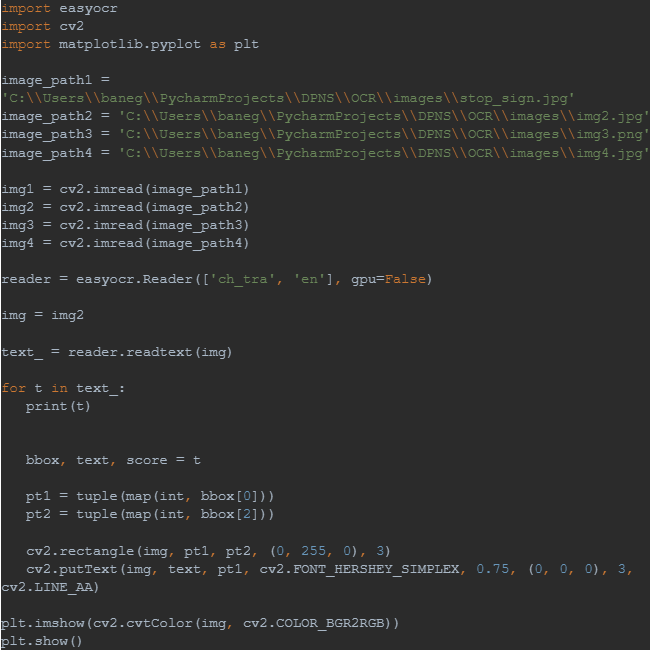 import easyocr
import cv2
import matplotlib.pyplot as plt
image_path1 =
'C:\\Users\\baneg\\PycharmProjects\\DPNS\\OCR\\images\\stop_sign.jpg'
image_path2 = 'C:\\Users\\baneg\\PycharmProjects\\DPNS\\OCR\\images\\img2.jpg'
image_path3 = 'C:\\Users\\baneg\\PycharmProjects\\DPNS\\OCR\\images\\img3.png'
image_path4 = 'C:\\Users\\baneg\\PycharmProjects\\DPNS\\OCR\\images\\img4.jpg'
img1 = cv2.imread(image_path1)
img2 = cv2.imread(image_path2)
img3 = cv2.imread(image_path3)
img4 = cv2.imread(image_path4)
reader = easyocr.Reader(['ch_tra', 'en'], gpu=False)
img = img2
text_ = reader.readtext(img)
for t in text_:
   print(t)
   bbox, text, score = t
   pt1 = tuple(map(int, bbox[0]))
   pt2 = tuple(map(int, bbox[2]))
   cv2.rectangle(img, pt1, pt2, (0, 255, 0), 3)
   cv2.putText(img, text, pt1, cv2.FONT_HERSHEY_SIMPLEX, 0.75, (0, 0, 0), 3,
cv2.LINE_AA)
plt.imshow(cv2.cvtColor(img, cv2.COLOR_BGR2RGB))
plt.show()